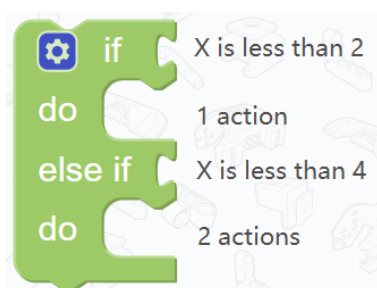 if X is less than 2
do 1 action
else if X is less than 4
do 2 actions